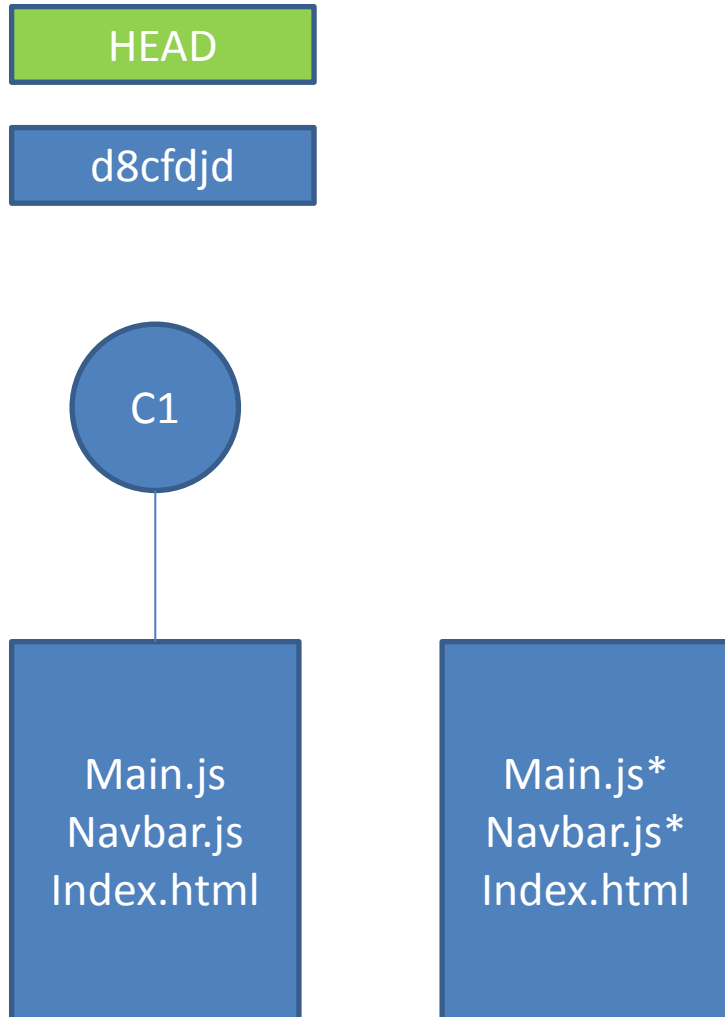 HEAD
d8cfdjd
C1
Main.js
Navbar.js
Index.html
Main.js*
Navbar.js*
Index.html